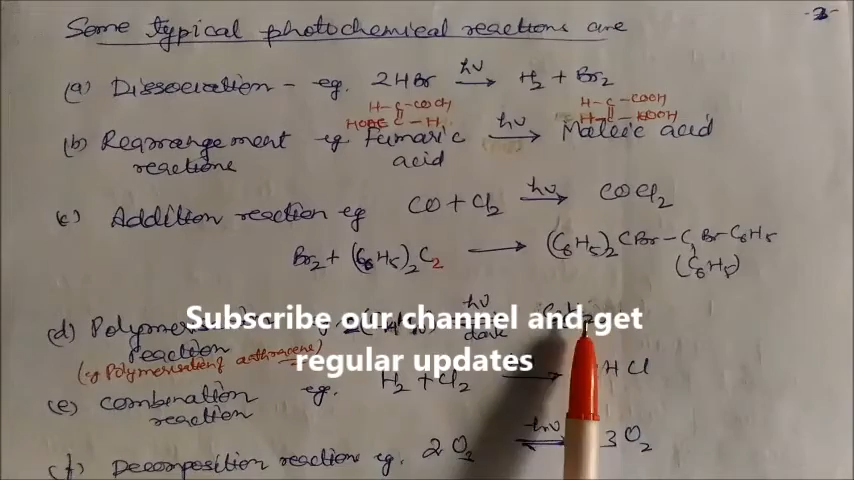 Some typical photochemical reactions are
-2-
(a) Dissociation - eg. 2HBr hν → H2 + Br2
H-C-COOH H-C-COOH
HOOC-C-H. H-C-COOH
(b) Rearrangement eg Fumaric hν → Maleic acid
reactions acid
(c) Addition reaction eg CO + Cl2 hν → COCl2
Br2 + (C6H5)2C2 → (C6H5)2CBr-C,Br-C6H5
(C6H5)
Subscribe our channel and get
regular updates
(d) Polymerisation hν
reaction dark
(eg Polymerisation of anthracene)
H2 + Cl2 → HCl
(e) Combination eg.
reaction
(f) Decomposition reaction eg. 2O3 hν ⇌ 3O2